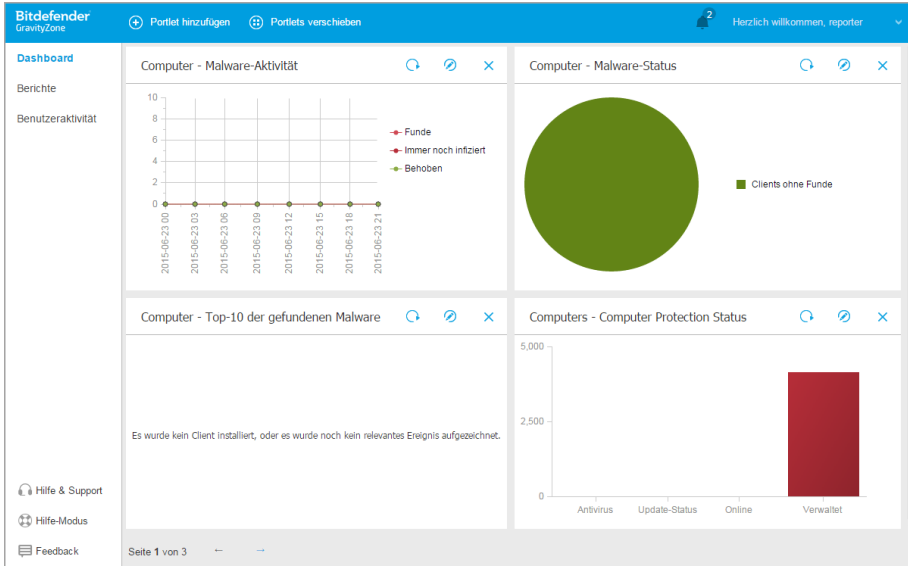 Bitdefender
GravityZone
Portlet hinzufügen
Portlets verschieben
2
Herzlich willkommen, reporter
Dashboard
Berichte
Benutzeraktivität
Hilfe & Support
Hilfe-Modus
Feedback
Computer - Malware-Aktivität
10
8
6
4
2
0
2015-06-23 00
2015-06-23 03
2015-06-23 06
2015-06-23 09
2015-06-23 12
2015-06-23 15
2015-06-23 18
2015-06-23 21
Funde
Immer noch infiziert
Behoben
Computer - Malware-Status
Clients ohne Funde
Computer - Top-10 der gefundenen Malware
Es wurde kein Client installiert, oder es wurde noch kein relevantes Ereignis aufgezeichnet.
Computers - Computer Protection Status
5,000
2,500
0
Antivirus
Update-Status
Online
Verwaltet
Seite 1 von 3